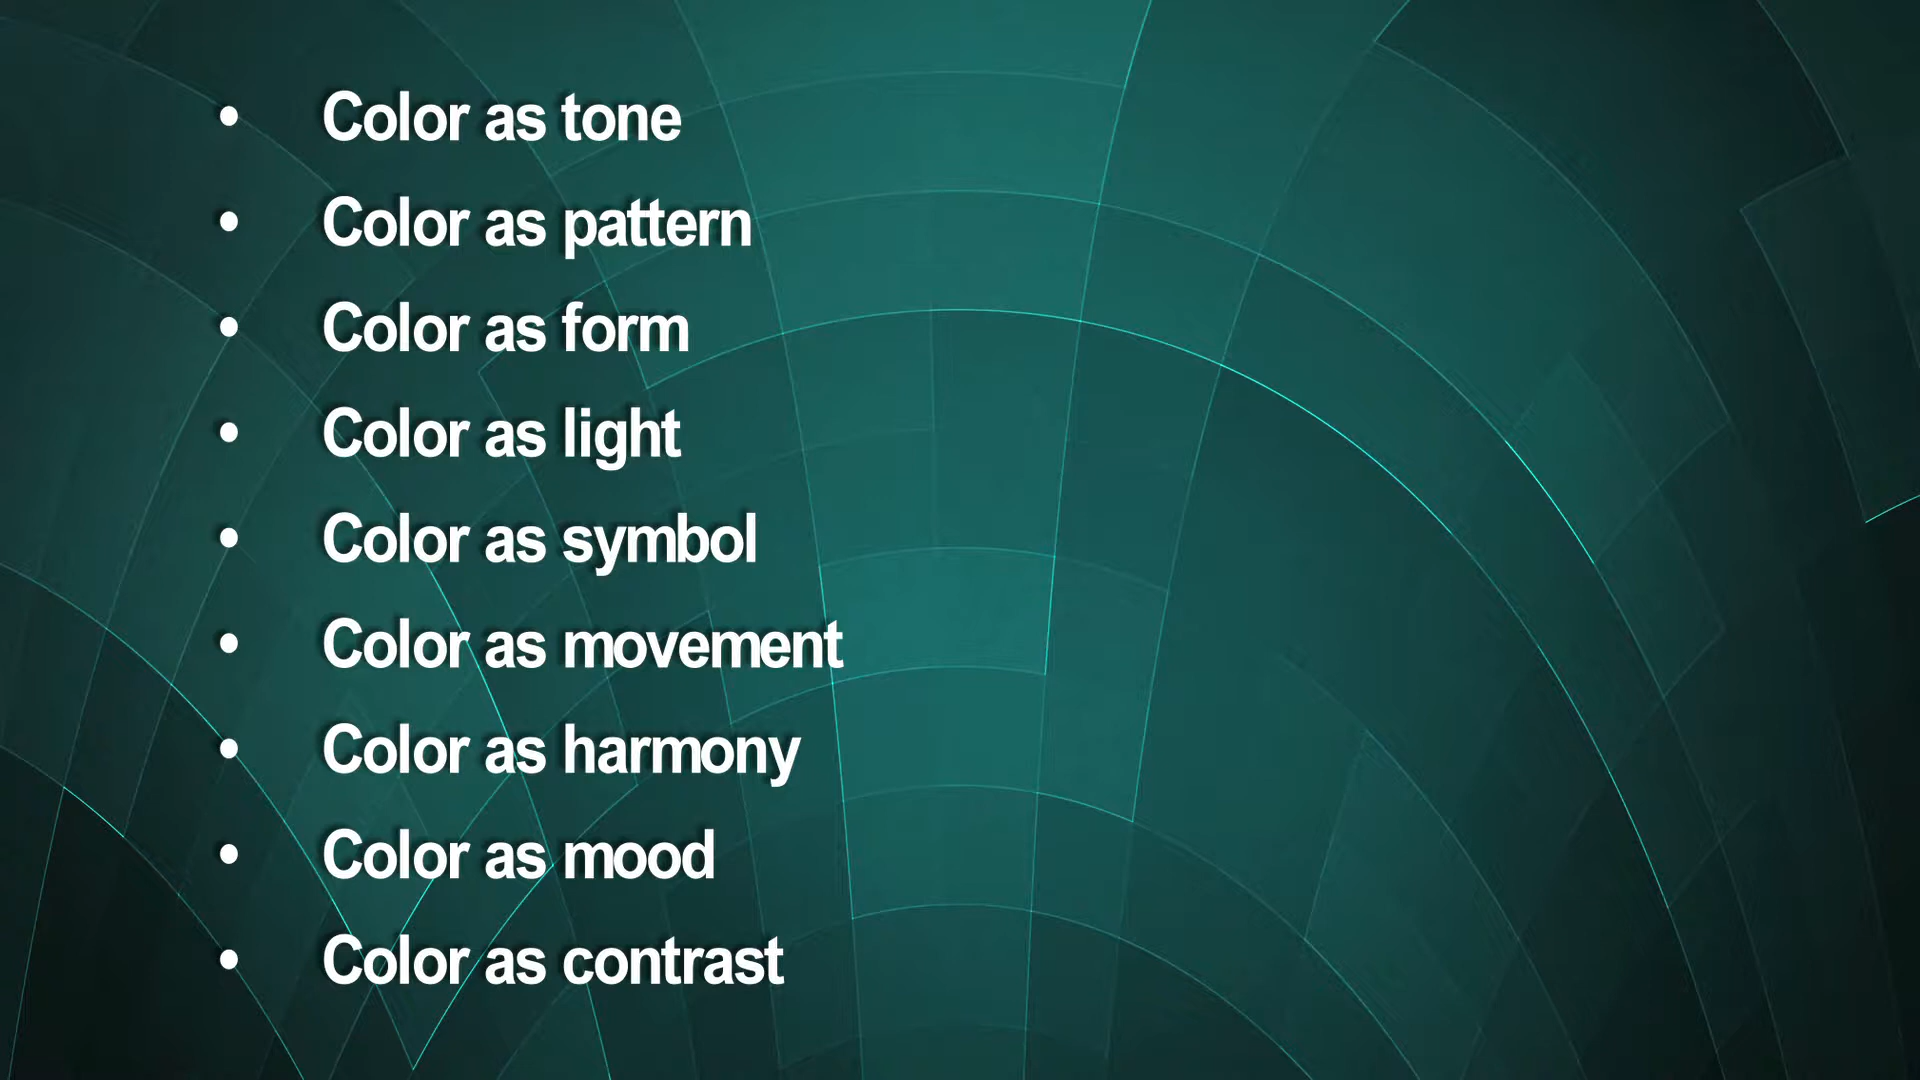 • Color as tone
• Color as pattern
• Color as form
• Color as light
• Color as symbol
• Color as movement
• Color as harmony
• Color as mood
• Color as contrast